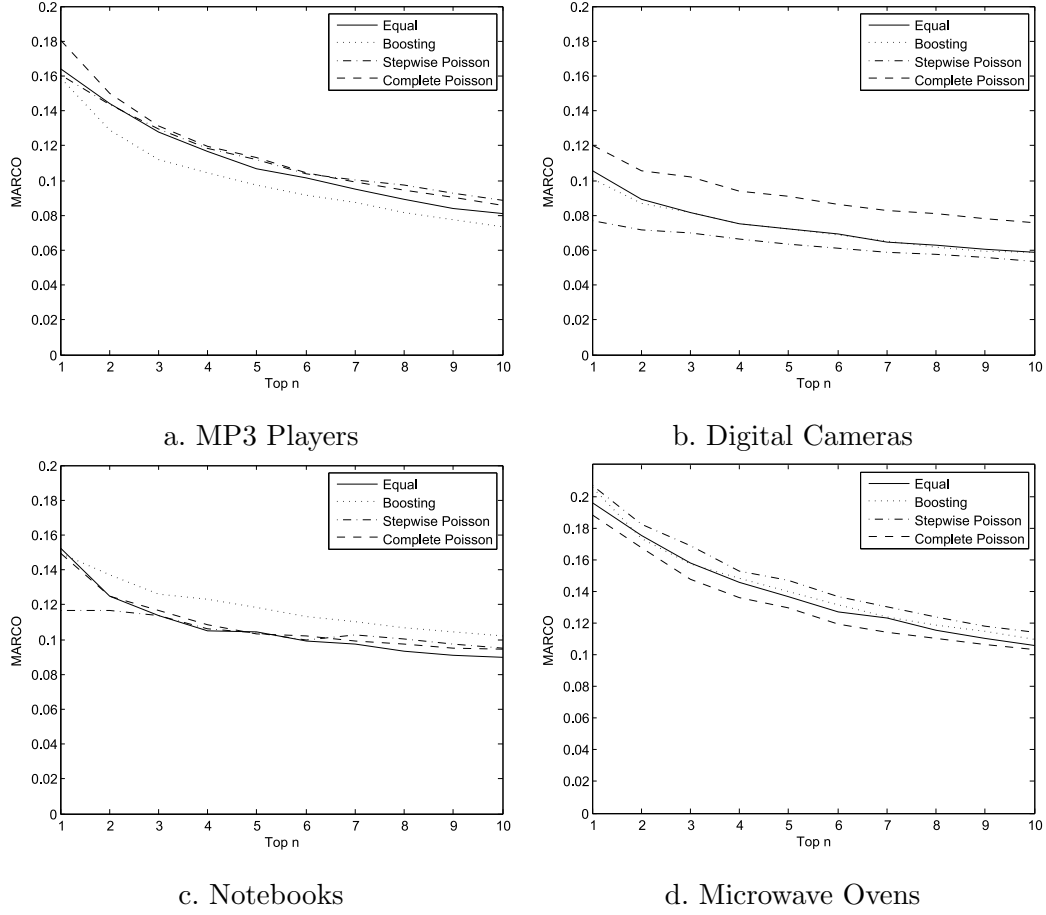 0.2
0.18
0.16
0.14
0.12
0.1
0.08
0.06
0.04
0.02
0
MARCO
1 2 3 4 5 6 7 8 9 10
Top n
Equal
Boosting
Stepwise Poisson
Complete Poisson
a. MP3 Players
0.2
0.18
0.16
0.14
0.12
0.1
0.08
0.06
0.04
0.02
0
MARCO
1 2 3 4 5 6 7 8 9 10
Top n
Equal
Boosting
Stepwise Poisson
Complete Poisson
b. Digital Cameras
0.2
0.18
0.16
0.14
0.12
0.1
0.08
0.06
0.04
0.02
0
MARCO
1 2 3 4 5 6 7 8 9 10
Top n
Equal
Boosting
Stepwise Poisson
Complete Poisson
c. Notebooks
0.2
0.18
0.16
0.14
0.12
0.1
0.08
0.06
0.04
0.02
0
MARCO
1 2 3 4 5 6 7 8 9 10
Top n
Equal
Boosting
Stepwise Poisson
Complete Poisson
d. Microwave Ovens